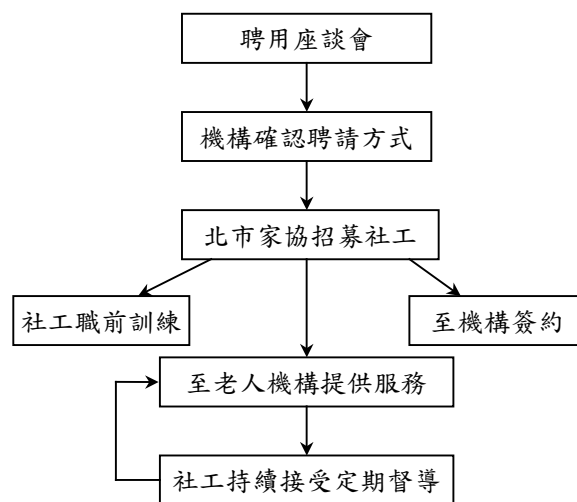 聘用座談會
機構確認聘請方式
北市家協招募社工
社工職前訓練
至機構簽約
至老人機構提供服務
社工持續接受定期督導